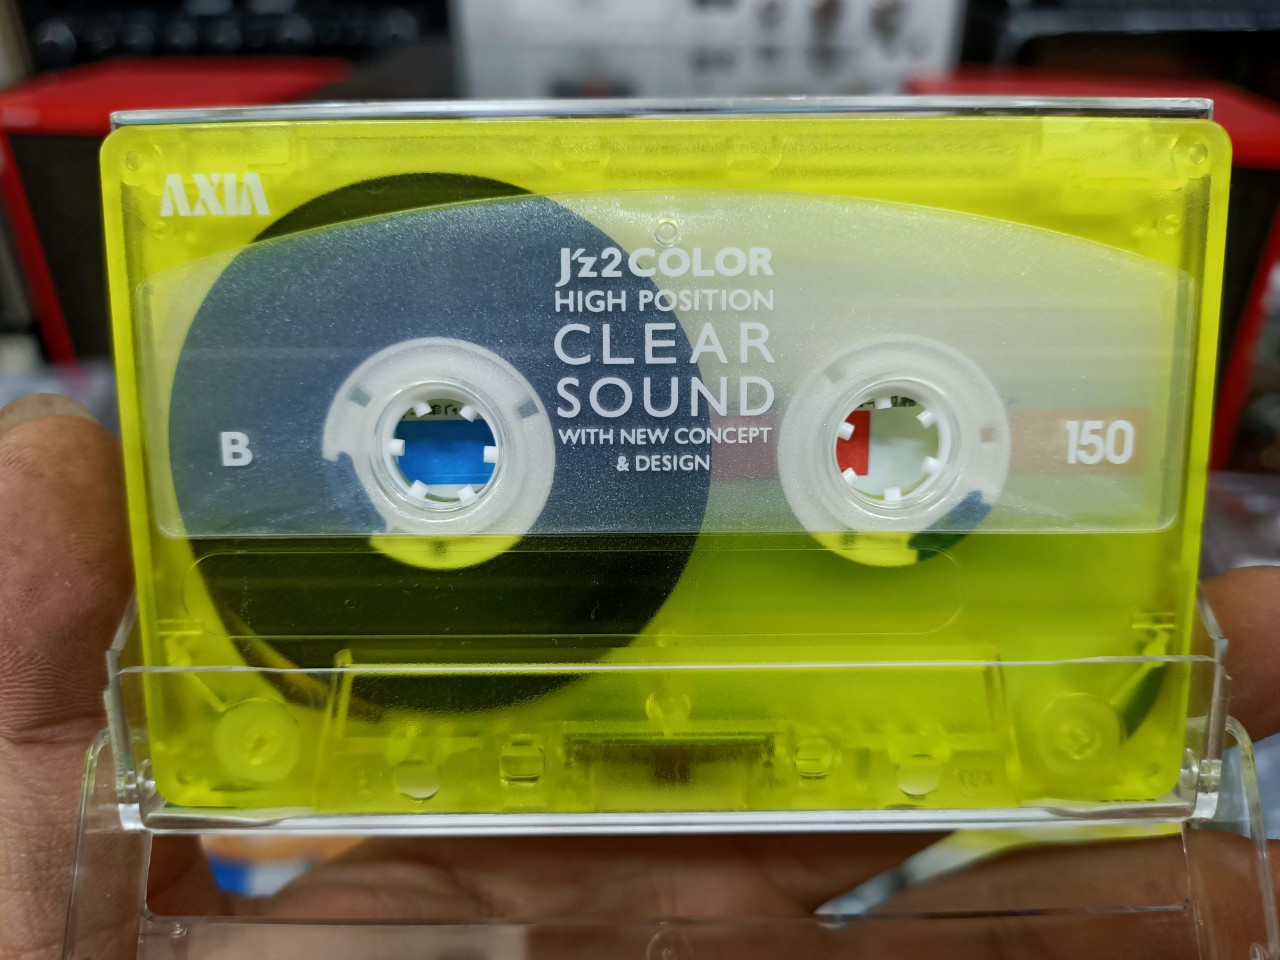 AXIA
J'z2 COLOR
HIGH POSITION
CLEAR
SOUND
WITH NEW CONCEPT
& DESIGN
B
150